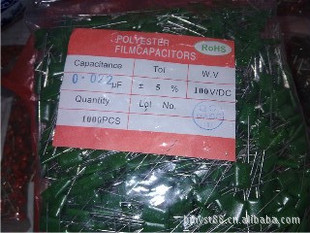 POLYESTER
FILMCAPACITORS
RoHS
Capacitance Tol W.V
0.022 μF ± 5 % 100V/DC
Quantity Lot No.
1000PCS